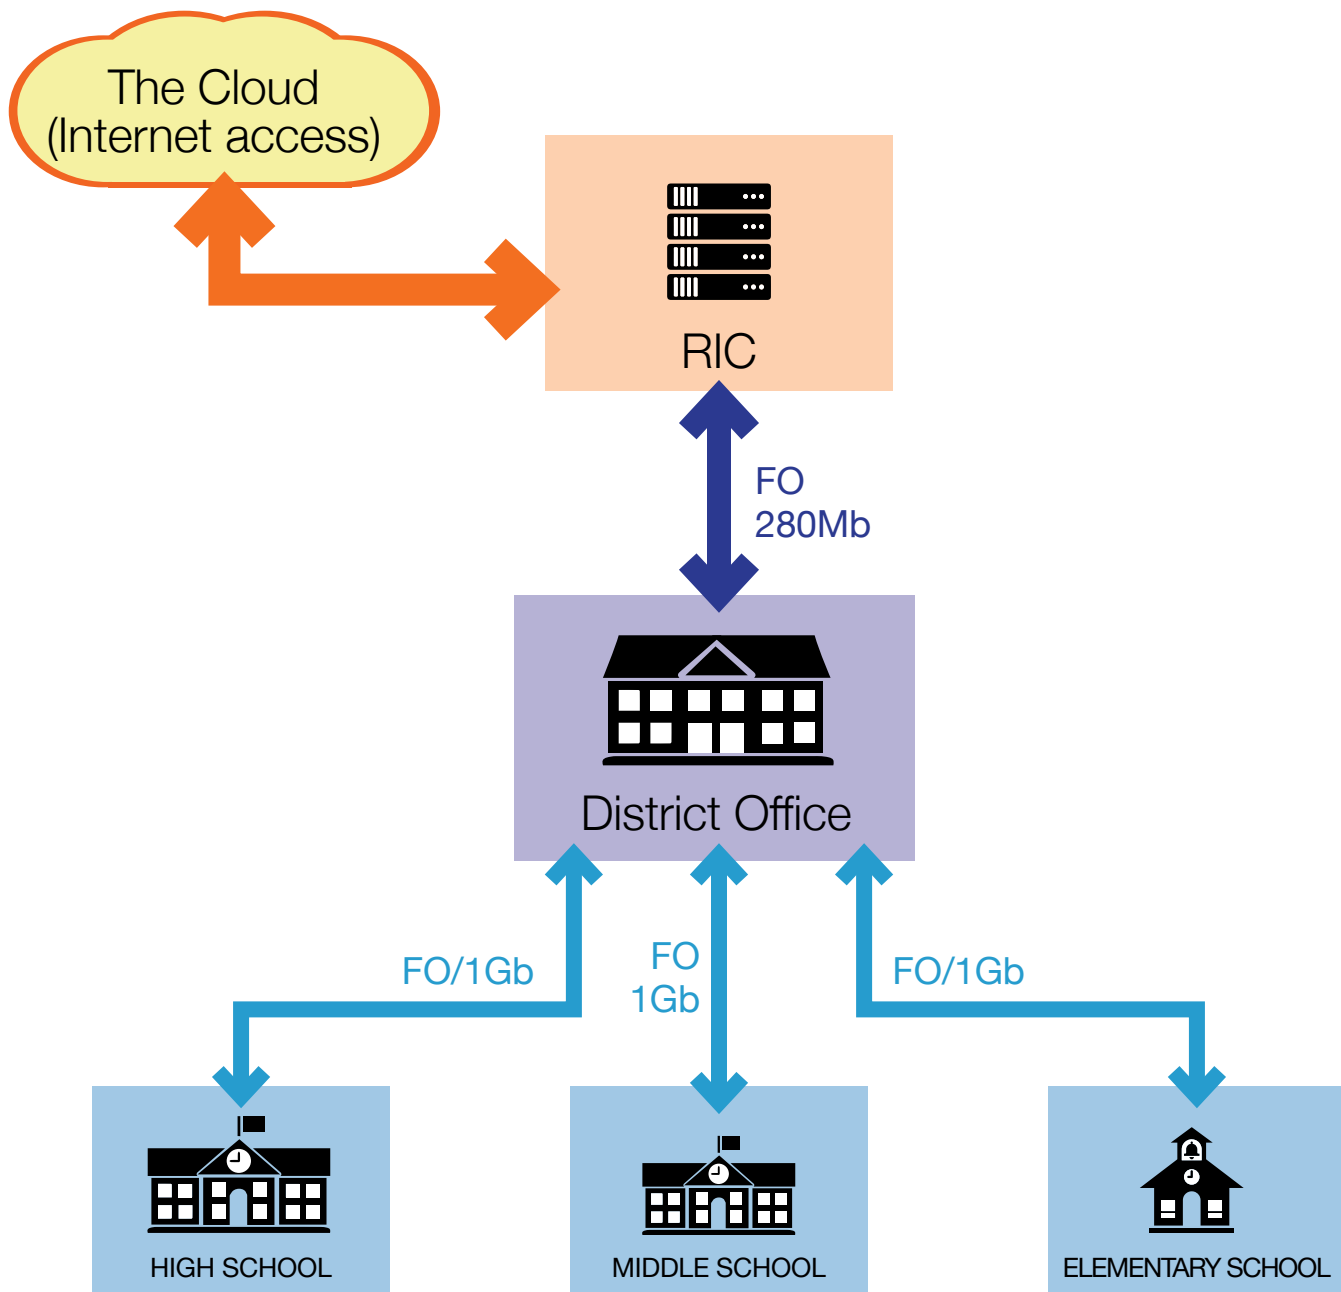 The Cloud
(Internet access)
RIC
FO
280Mb
District Office
FO/1Gb
FO
1Gb
FO/1Gb
HIGH SCHOOL
MIDDLE SCHOOL
ELEMENTARY SCHOOL